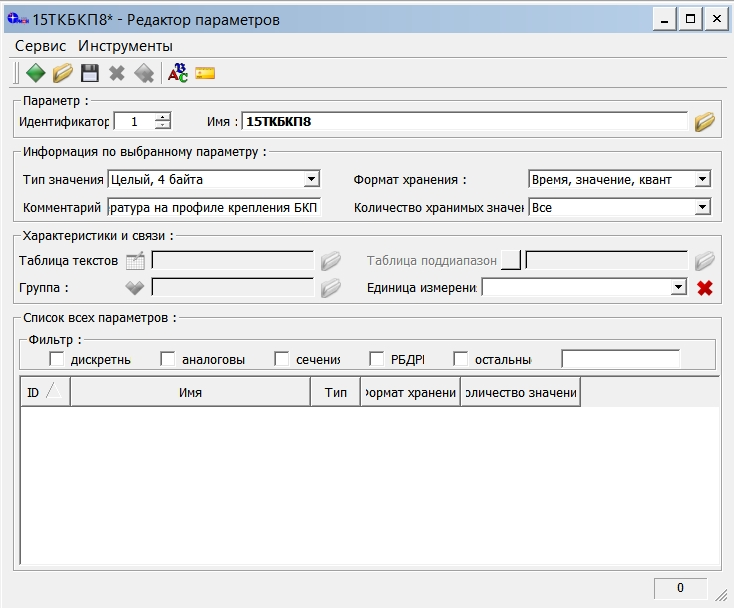 15ТКБКП8* - Редактор параметров
Сервис Инструменты
Параметр :
Идентификатор 1 Имя : 15ТКБКП8
Информация по выбранному параметру :
Тип значения Целый, 4 байта Формат хранения : Время, значение, квант
Комментарий ратура на профиле крепления БКП Количество хранимых значен Все
Характеристики и связи :
Таблица текстов Таблица поддиапазон
Группа : Единица измерени
Список всех параметров :
Фильтр :
дискретнь аналоговы сечения РБДРІ остальны
ID Имя Тип ормат хранени оличество значени
0